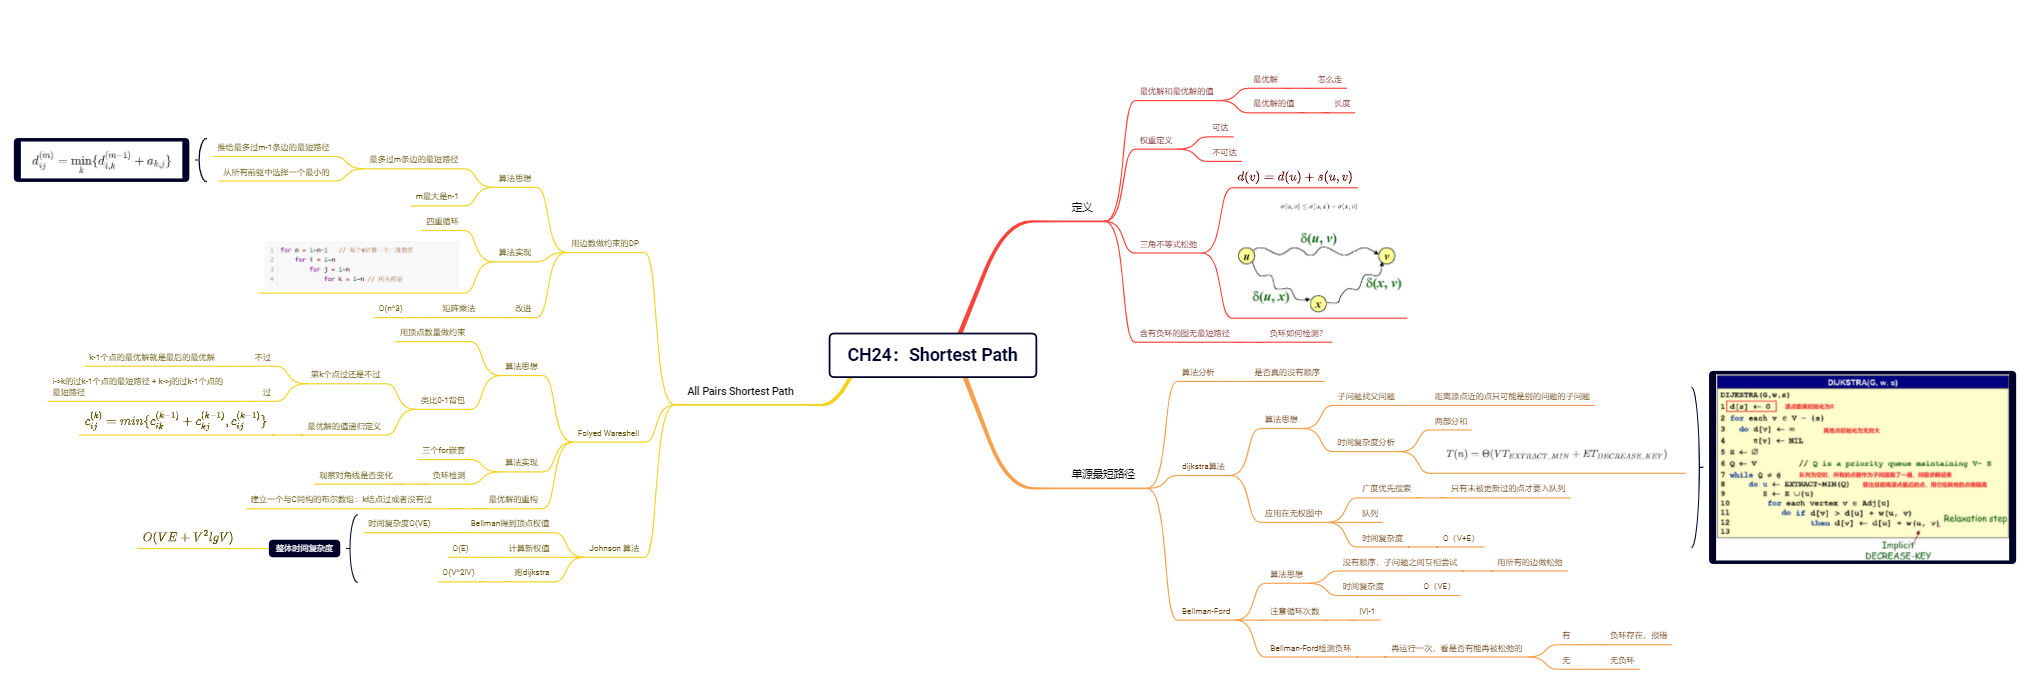 CH24：Shortest Path
定义
最优解和最优解的值
最优解
怎么走
最优解的值
长度
权重定义
可达
不可达
三角不等式松弛
d(v) = d(u) + s(u, v)
δ(u, v)
u
v
δ(u, x)
δ(x, v)
x
含有负环的图无最短路径
负环如何检测?
单源最短路径
算法分析
是否真的没有顺序
dijkstra算法
算法思想
子问题找父问题
距离源点近的点只可能是别的问题的子问题
时间复杂度分析
两部分和
T(n) = Θ(VT_{EXTRACT_MIN} + ET_{DECREASE_KEY})
应用在无权图中
广度优先搜索
只有未被更新过的点才要入队列
队列
时间复杂度
O（V+E）
DIJKSTRA(G, w, s)
DIJKSTRA(G,w,s)
1 d[s] ← 0
2 for each v ∈ V - {s}
3 do d[v] ← ∞
4 π[v] ← NIL
5 S ← ∅
6 Q ← V // Q is a priority queue maintaining V- S
7 while Q ≠ ϕ
8 do u ← EXTRACT-MIN(Q)
9 S ← S ∪{u}
10 for each vertex v ∈ Adj[u]
11 do if d[v] > d[u] + w(u, v)
12 then d[v] ← d[u] + w(u, v)
13
Relaxation step
Implicit
DECREASE-KEY
Bellman-Ford
算法思想
没有顺序，子问题之间互相尝试
用所有的边做松弛
时间复杂度
O（VE）
注意循环次数
|V|-1
Bellman-Ford检测负环
再运行一次，看是否有能再被松弛的
有
负环存在，报错
无
无负环
All Pairs Shortest Path
用边数做约束的DP
算法思想
最多过m条边的最短路径
推给最多过m-1条边的最短路径
从所有前驱中选择一个最小的
d_{ij}^{(m)} = min_k{d_{i,k}^{(m-1)} + a_{k,j}}
m最大是n-1
算法实现
四重循环
1 for m = 1~n-1
2 for i = 1~n
3 for j = 1~n
4 for k = 1~n // 所有前驱
改进
矩阵乘法
O(n^3)
Folyed Wareshell
算法思想
用顶点数量做约束
类比0-1背包
第k个点过还是不过
不过
k-1个点的最优解就是最后的最优解
过
i->k的过k-1个点的最短路径 + k->j的过k-1个点的
最短路径
最优解的值递归定义
c_{ij}^{(k)} = min{c_{ik}^{(k-1)} + c_{kj}^{(k-1)}, c_{ij}^{(k-1)}}
算法实现
三个for嵌套
负环检测
观察对角线是否变化
最优解的重构
建立一个与C同构的布尔数组：k结点过或者没有过
Johnson 算法
Bellman得到顶点权值
时间复杂度O(VE)
计算新权值
O(E)
跑dijkstra
O(V^2lV)
整体时间复杂度
O(VE + V^2lgV)